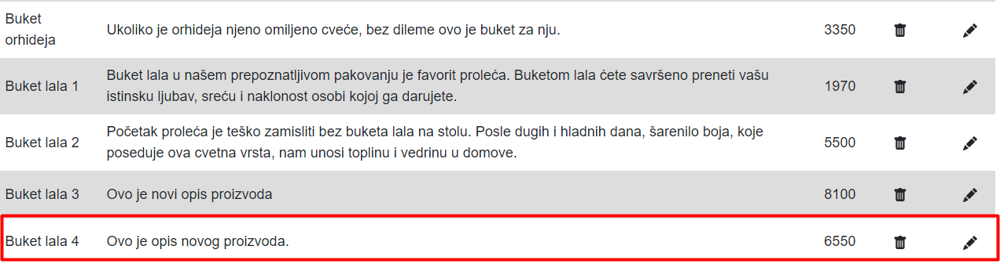 Buket
orhideja
Ukoliko je orhideja njeno omiljeno cveće, bez dileme ovo je buket za nju.
3350
Buket lala 1
Buket lala u našem prepoznatljivom pakovanju je favorit proleća. Buketom lala ćete savršeno preneti vašu
istinsku ljubav, sreću i naklonost osobi kojoj ga darujete.
1970
Buket lala 2
Početak proleća je teško zamisliti bez buketa lala na stolu. Posle dugih i hladnih dana, šarenilo boja, koje
poseduje ova cvetna vrsta, nam unosi toplinu i vedrinu u domove.
5500
Buket lala 3
Ovo je novi opis proizvoda
8100
Buket lala 4
Ovo je opis novog proizvoda.
6550